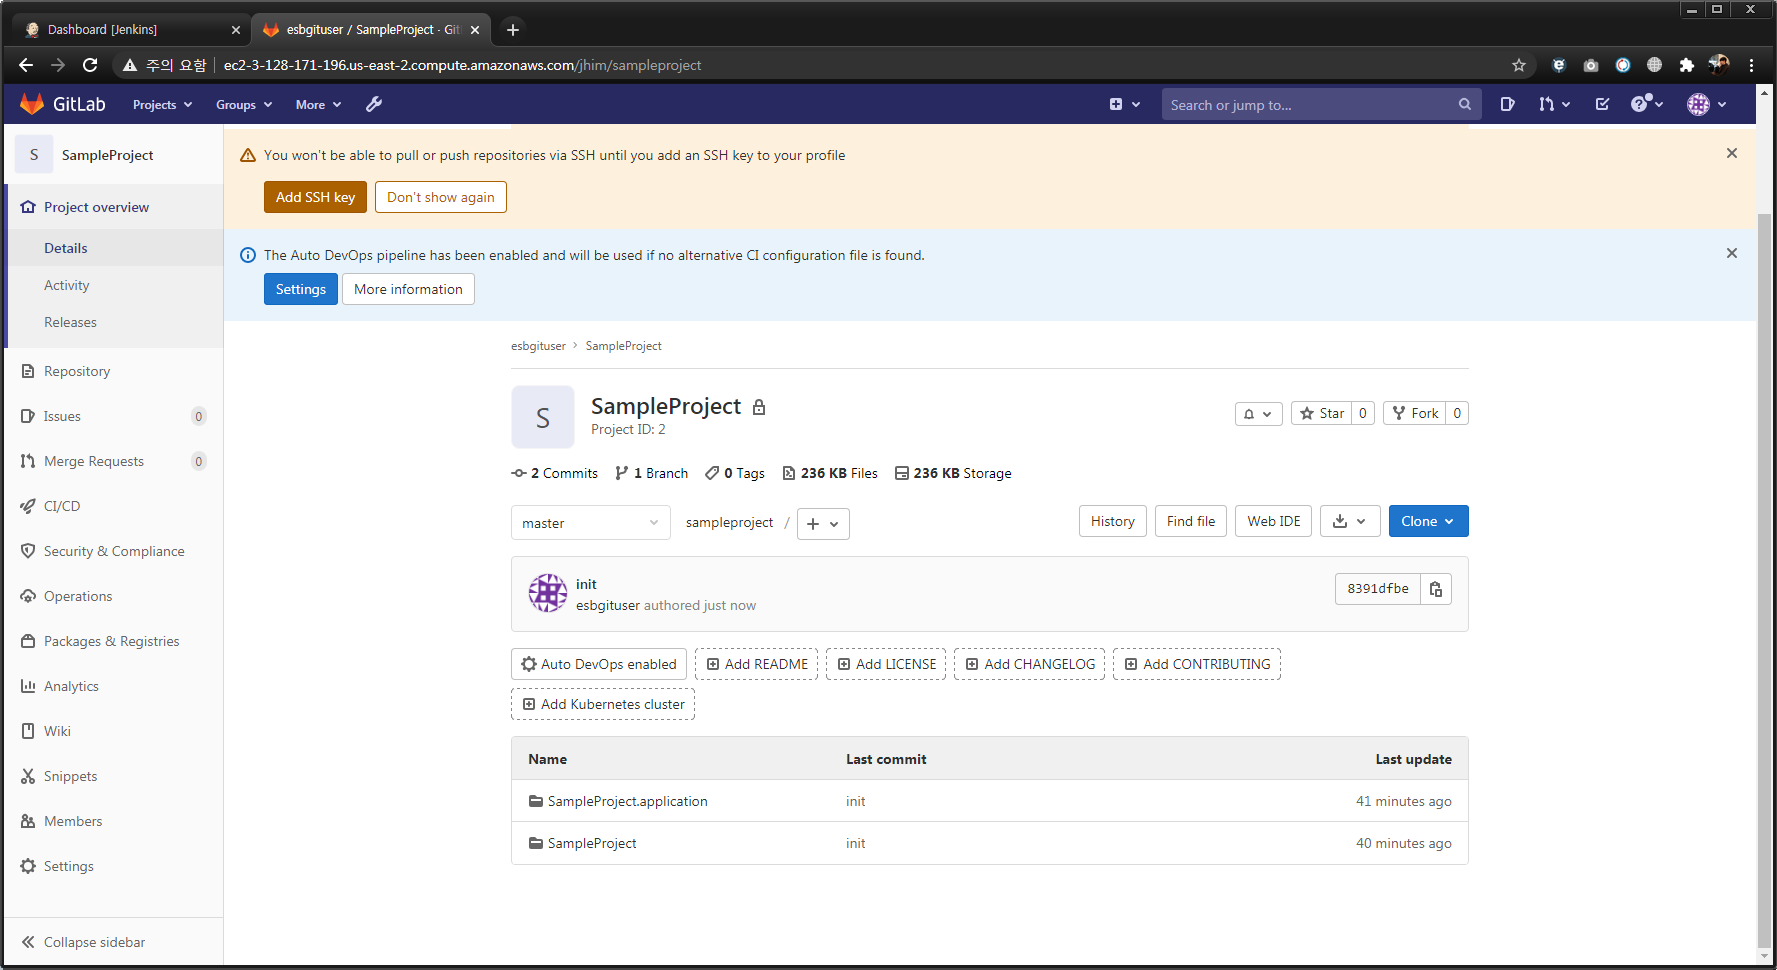 Dashboard [Jenkins]
esbgituser / SampleProject · Git
주의 요함
ec2-3-128-171-196.us-east-2.compute.amazonaws.com/jhim/sampleproject
GitLab
Projects
Groups
More
Search or jump to...
S
SampleProject
Project overview
Details
Activity
Releases
Repository
Issues
0
Merge Requests
0
CI/CD
Security & Compliance
Operations
Packages & Registries
Analytics
Wiki
Snippets
Members
Settings
Collapse sidebar
You won't be able to pull or push repositories via SSH until you add an SSH key to your profile
Add SSH key
Don't show again
The Auto DevOps pipeline has been enabled and will be used if no alternative CI configuration file is found.
Settings
More information
esbgituser > SampleProject
S
SampleProject
Project ID: 2
Star 0
Fork 0
2 Commits
1 Branch
0 Tags
236 KB Files
236 KB Storage
master
sampleproject /
History
Find file
Web IDE
Clone
init
esbgituser authored just now
8391dfbe
Auto DevOps enabled
Add README
Add LICENSE
Add CHANGELOG
Add CONTRIBUTING
Add Kubernetes cluster
Name
Last commit
Last update
SampleProject.application
init
41 minutes ago
SampleProject
init
40 minutes ago